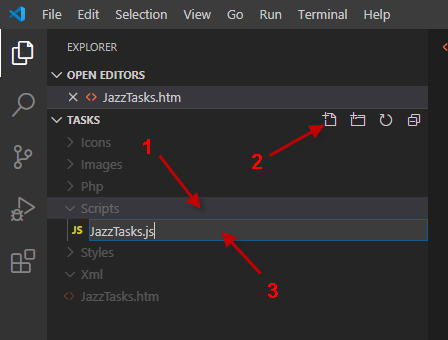 File Edit Selection View Go Run Terminal Help
EXPLORER
OPEN EDITORS
JazzTasks.htm
TASKS
Icons
1
2
Images
Php
Scripts
JS JazzTasks.js
Styles
3
Xml
JazzTasks.htm